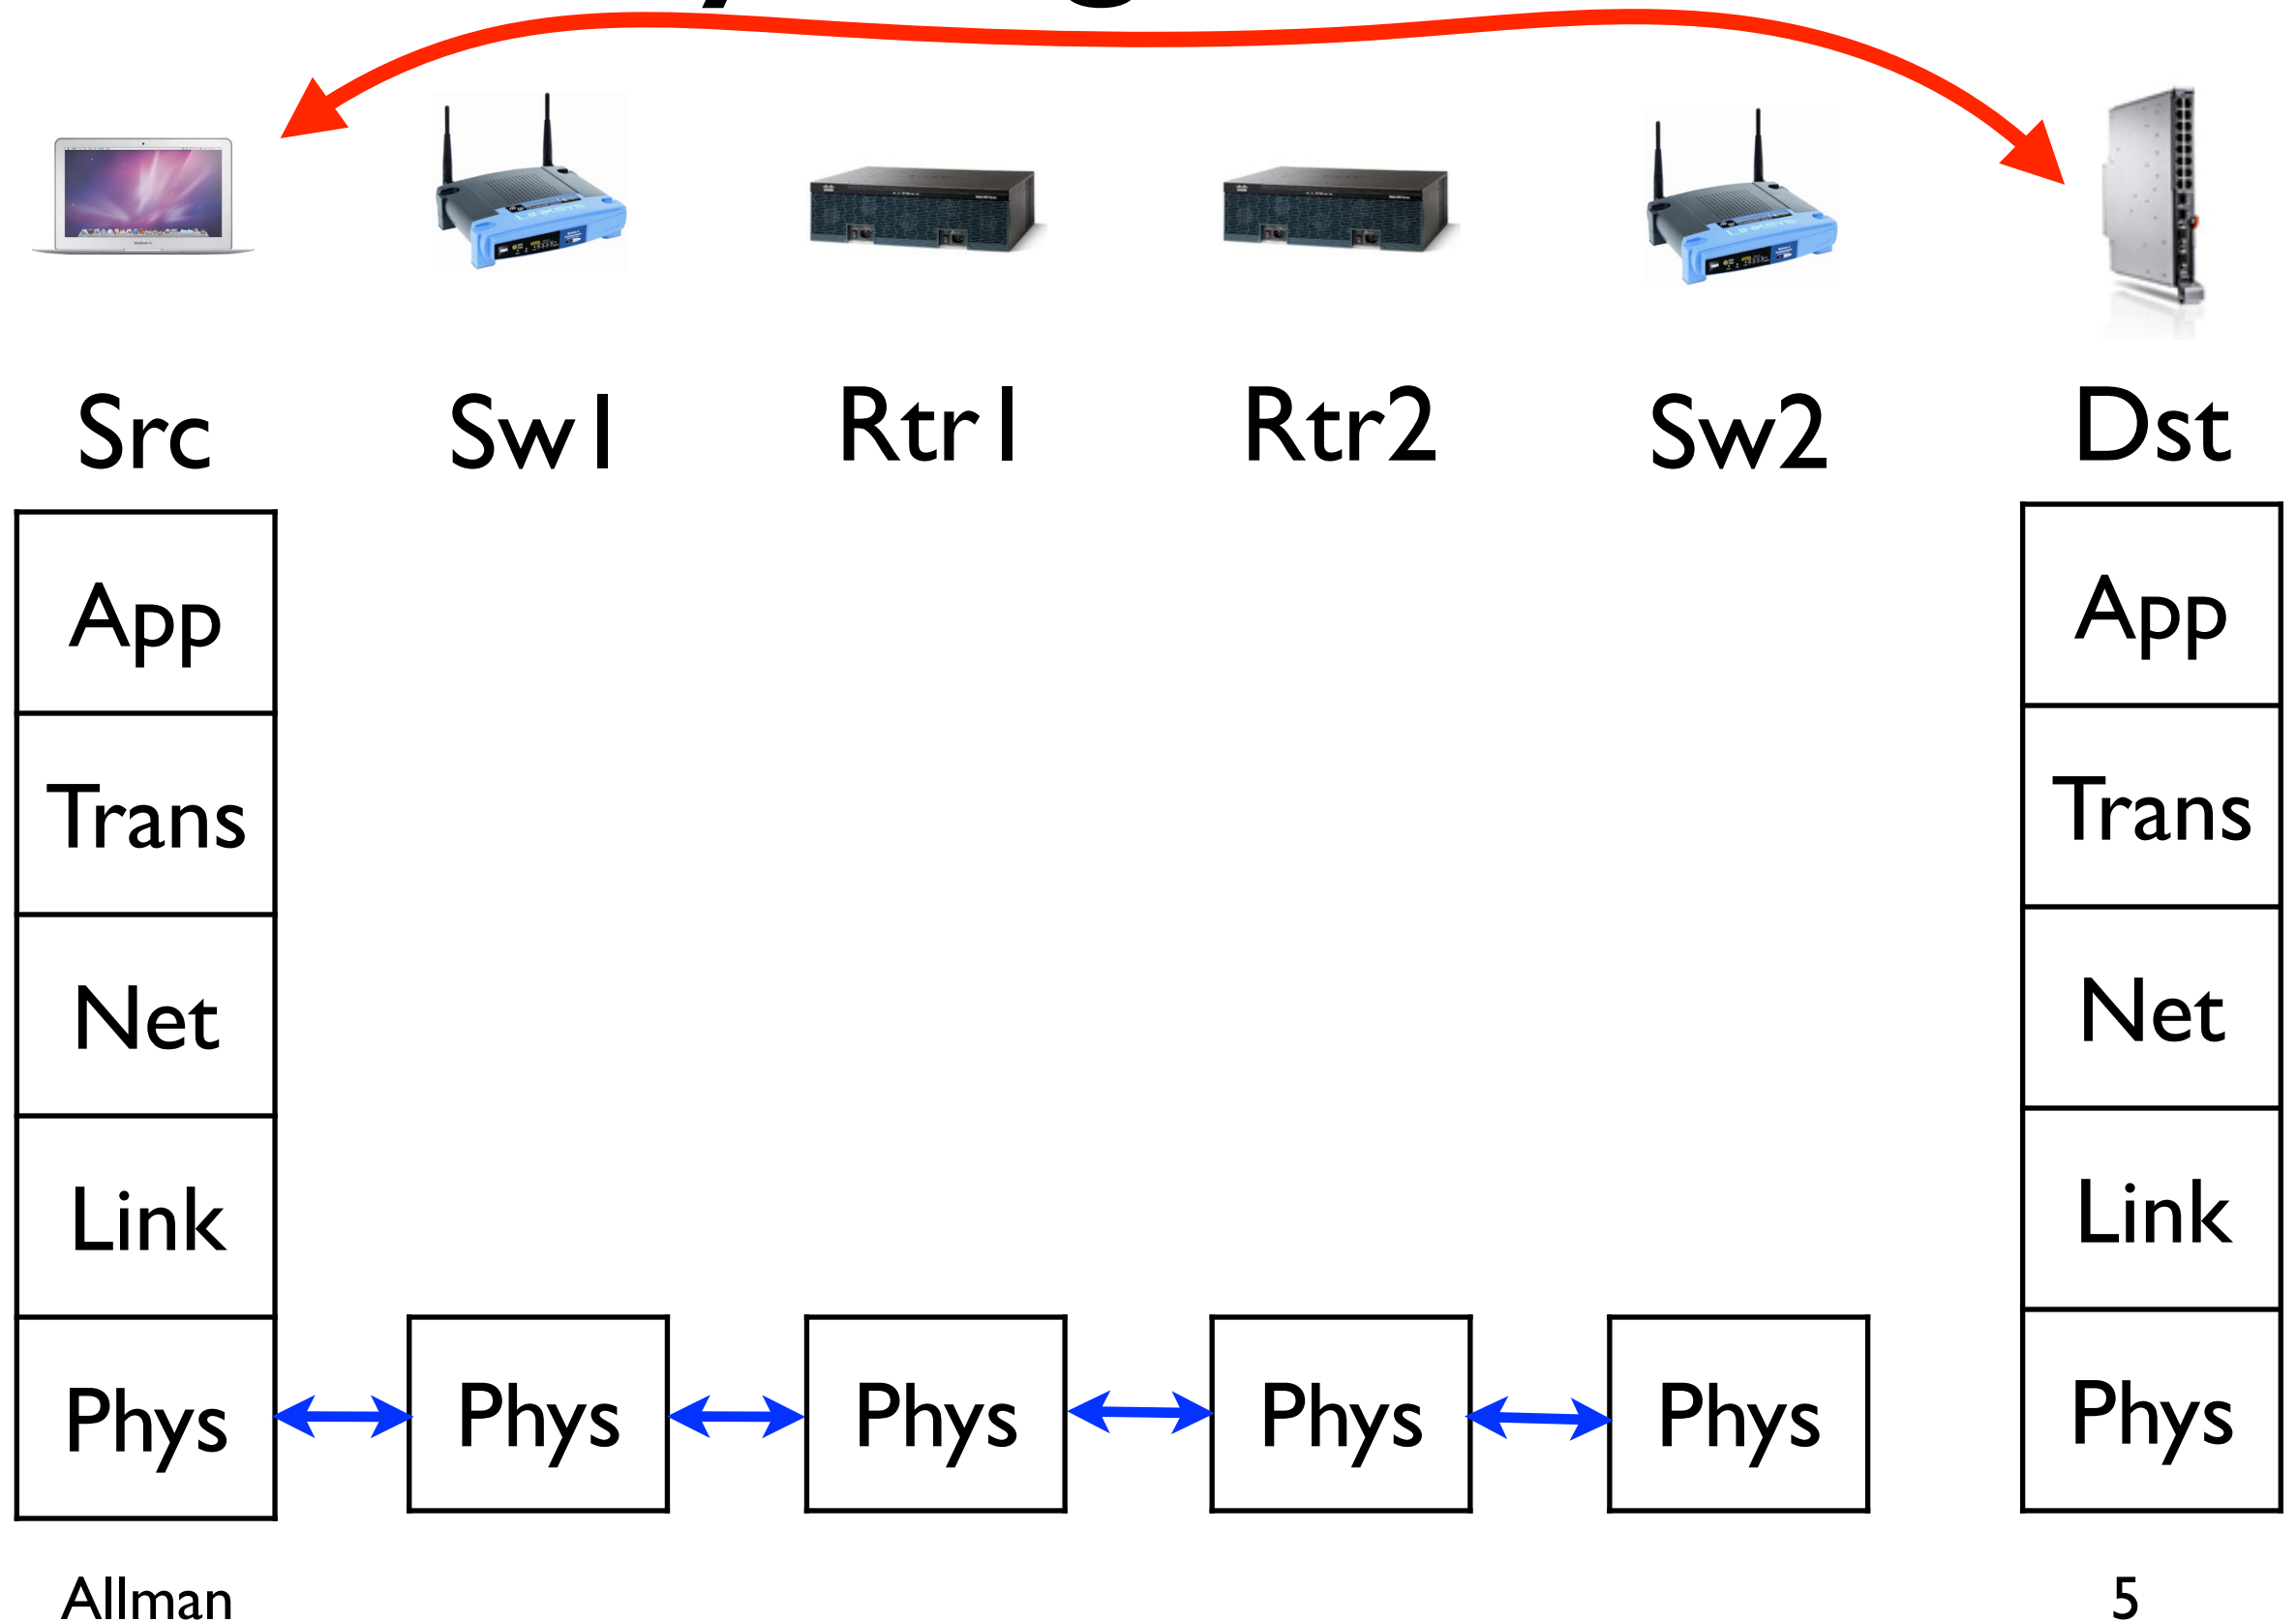 Src Sw1 Rtr1 Rtr2 Sw2 Dst
App App
Trans Trans
Net Net
Link Link
Phys Phys Phys Phys Phys Phys
Allman 5